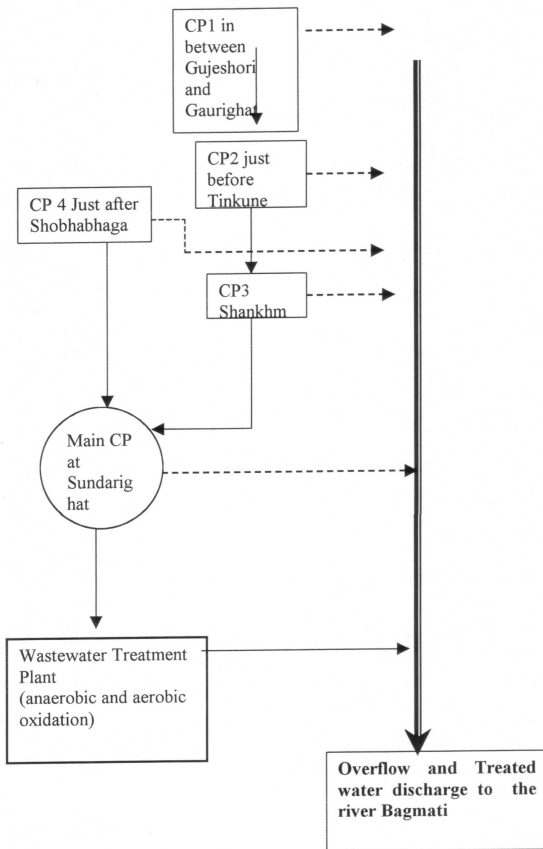 CP1 in
between
Gujeshori
and
Gaurighat
CP2 just
before
Tinkune
CP 4 Just after
Shobhabhaga
CP3
Shankhm
Main CP
at
Sundarig
hat
Wastewater Treatment
Plant
(anaerobic and aerobic
oxidation)
Overflow and Treated
water discharge to the
river Bagmati